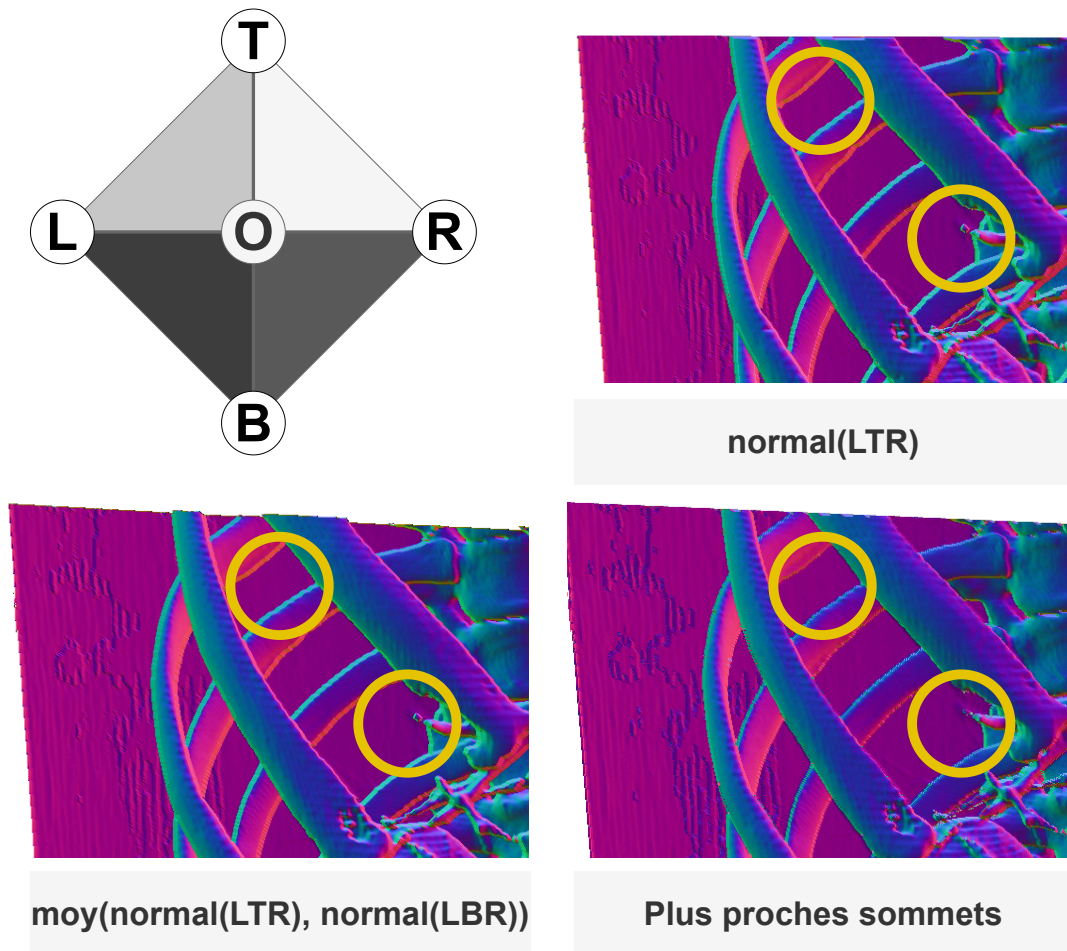 T
L
O
R
B
normal(LTR)
moy(normal(LTR), normal(LBR))
Plus proches sommets